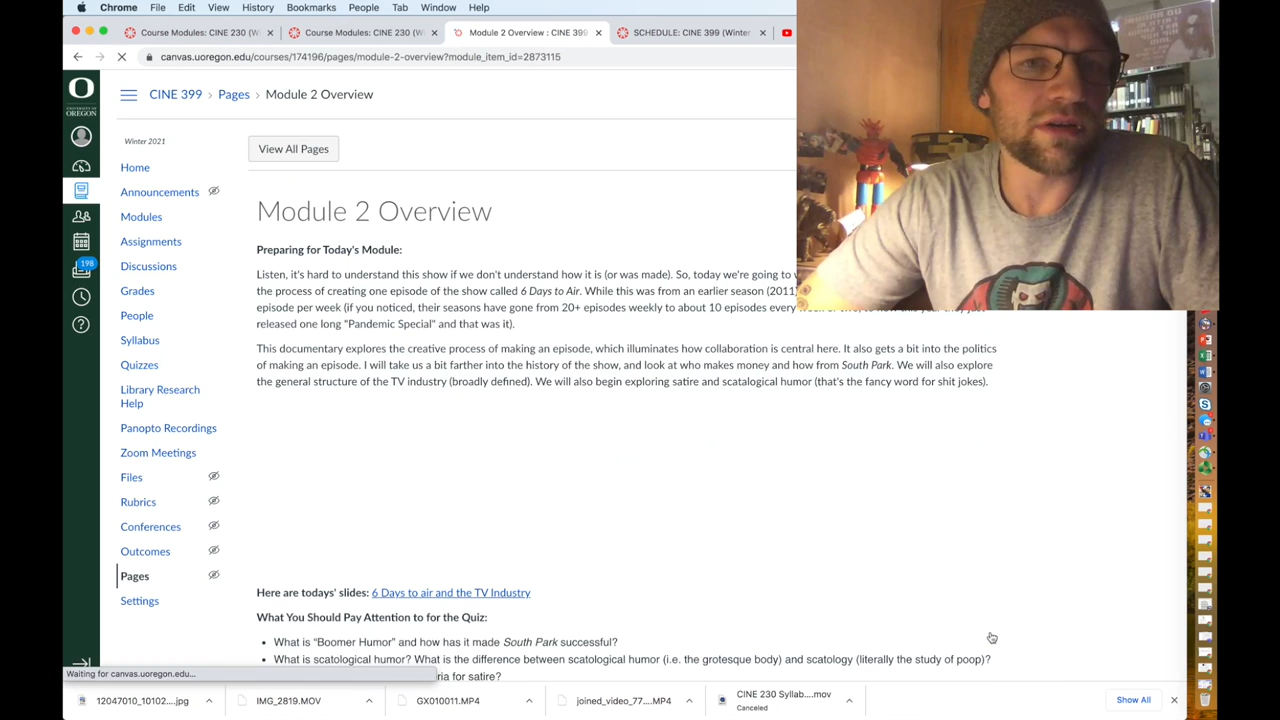 Chrome File Edit View History Bookmarks People Tab Window Help
Course Modules: CINE 230 (W × Course Modules: CINE 230 (W × Module 2 Overview : CINE 399 × SCHEDULE: CINE 399 (Winter ×
canvas.uoregon.edu/courses/174196/pages/module-2-overview?module_item_id=2873115
O
UNIVERSITY OF
OREGON
CINE 399 › Pages › Module 2 Overview
Winter 2021
View All Pages
Home
Announcements
Modules
Assignments
Discussions
198
Grades
People
Syllabus
Quizzes
Library Research
Help
Panopto Recordings
Zoom Meetings
Files
Rubrics
Conferences
Outcomes
Pages
Settings
Module 2 Overview
Preparing for Today's Module:
Listen, it's hard to understand this show if we don't understand how it is (or was made). So, today we're going to
the process of creating one episode of the show called 6 Days to Air. While this was from an earlier season (2011)
episode per week (if you noticed, their seasons have gone from 20+ episodes weekly to about 10 episodes every
released one long "Pandemic Special" and that was it).
This documentary explores the creative process of making an episode, which illuminates how collaboration is central here. It also gets a bit into the politics
of making an episode. I will take us a bit farther into the history of the show, and look at who makes money and how from South Park. We will also explore
the general structure of the TV industry (broadly defined). We will also begin exploring satire and scatalogical humor (that's the fancy word for shit jokes).
Here are todays' slides: 6 Days to air and the TV Industry
What You Should Pay Attention to for the Quiz:
• What is “Boomer Humor” and how has it made South Park successful?
• What is scatological humor? What is the difference between scatological humor (i.e. the grotesque body) and scatology (literally the study of poop)?
ria for satire?
Waiting for canvas.uoregon.edu...
12047010_10102....jpg IMG_2819.MOV GX010011.MP4 joined_video_77....MP4 CINE 230 Syllab....mov Show All ×
Canceled